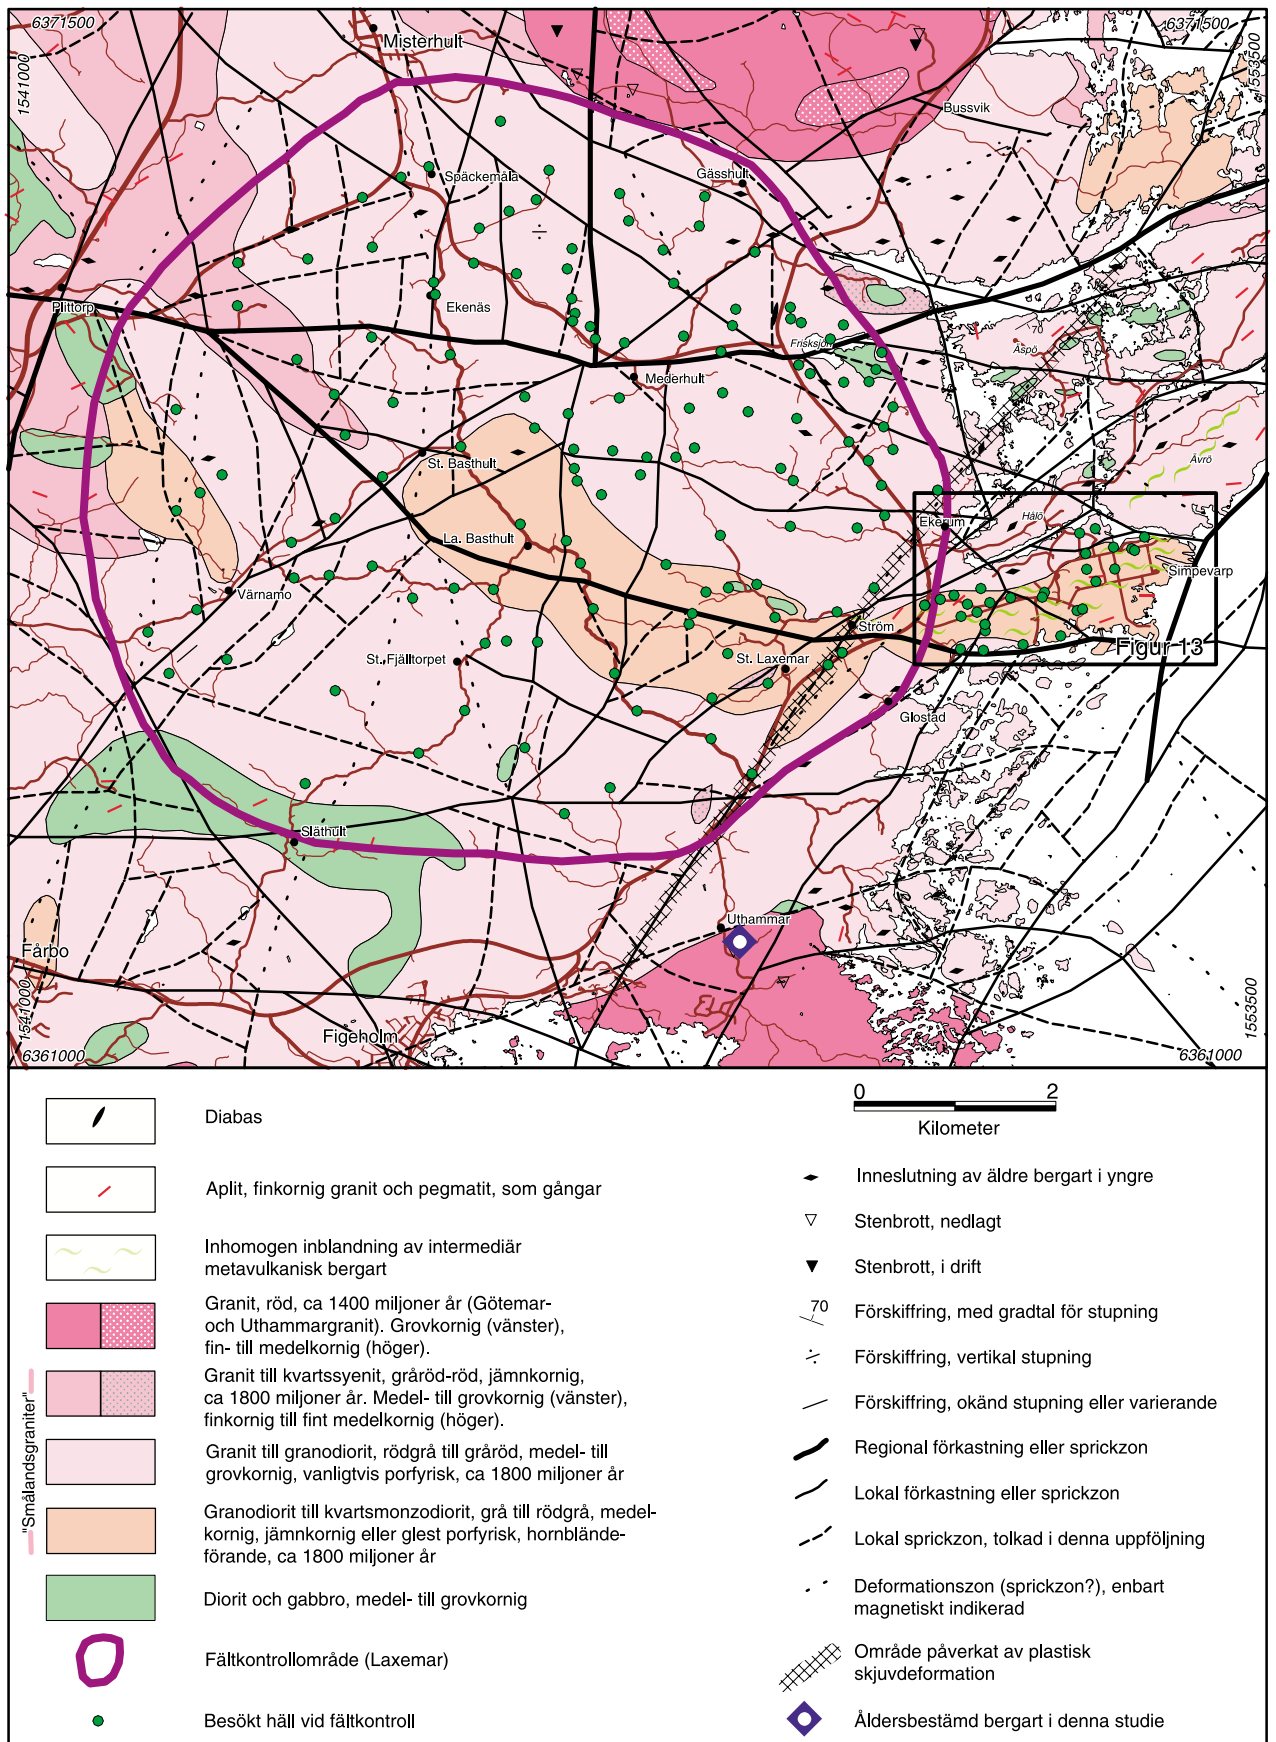 6371500
6371500
1541000
1553500
Misterhult
Bussvik
Späckemåla
Gässhult
Plittorp
Ekenäs
Frisksjön
70
Äspö
Mederhult
St. Basthult
Ävrö
La. Basthult
Ekerum
Hålö
Simpevarp
Värnamo
Ström
Figur 13
St. Fjälltorpet
St. Laxemar
Glostad
Släthult
Uthammar
Fårbo
1541000
6361000
Figeholm
1553500
6361000
0 2
Kilometer
Diabas
Aplit, finkornig granit och pegmatit, som gångar
Inhomogen inblandning av intermediär
metavulkanisk bergart
Granit, röd, ca 1400 miljoner år (Götemar-
och Uthammargranit). Grovkornig (vänster),
fin- till medelkornig (höger).
"Smålandsgraniter"
Granit till kvartssyenit, gråröd-röd, jämnkornig,
ca 1800 miljoner år. Medel- till grovkornig (vänster),
finkornig till fint medelkornig (höger).
Granit till granodiorit, rödgrå till gråröd, medel- till
grovkornig, vanligtvis porfyrisk, ca 1800 miljoner år
Granodiorit till kvartsmonzodiorit, grå till rödgrå, medel-
kornig, jämnkornig eller glest porfyrisk, hornblände-
förande, ca 1800 miljoner år
Diorit och gabbro, medel- till grovkornig
Fältkontrollområde (Laxemar)
Besökt häll vid fältkontroll
Inneslutning av äldre bergart i yngre
Stenbrott, nedlagt
Stenbrott, i drift
70
Förskiffring, med gradtal för stupning
Förskiffring, vertikal stupning
Förskiffring, okänd stupning eller varierande
Regional förkastning eller sprickzon
Lokal förkastning eller sprickzon
Lokal sprickzon, tolkad i denna uppföljning
Deformationszon (sprickzon?), enbart
magnetiskt indikerad
Område påverkat av plastisk
skjuvdeformation
Åldersbestämd bergart i denna studie